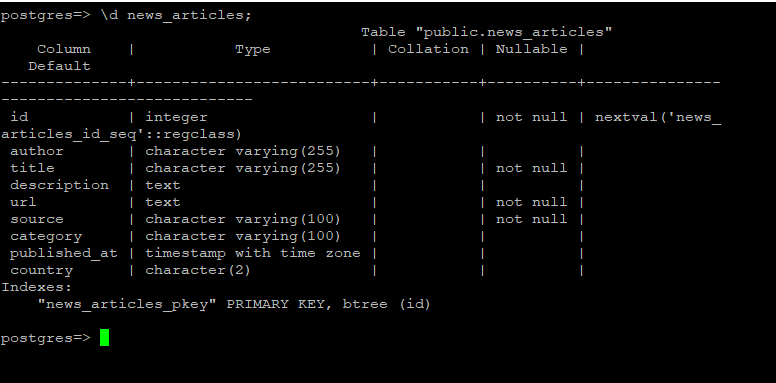 postgres=> \d news_articles;
                                         Table "public.news_articles"
    Column    |           Type           | Collation | Nullable |
   Default
--------------+--------------------------+-----------+----------+---------------
----------------------------
 id           | integer                  |           | not null | nextval('news_
articles_id_seq'::regclass)
 author       | character varying(255)   |           |          |
 title        | character varying(255)   |           | not null |
 description  | text                     |           |          |
 url          | text                     |           | not null |
 source       | character varying(100)   |           | not null |
 category     | character varying(100)   |           |          |
 published_at | timestamp with time zone |           |          |
 country      | character(2)             |           |          |
Indexes:
    "news_articles_pkey" PRIMARY KEY, btree (id)
postgres=>